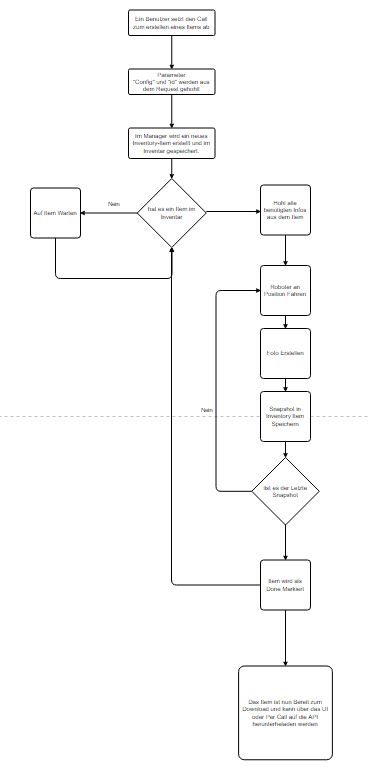 Ein Benutzer setzt den Call
zum erstellen eines Items ab
Parameter
"Config" und "id" werden aus
dem Request gehohlt
Im Manager wird ein neues
Inventory-Item erstellt und im
Inventar gespeichert.
hat es ein Item im
Inventar
Nein
Auf Item Warten
Hohlt alle
benötigten Infos
aus dem Item
Roboter an
Position Fahren
Foto Erstellen
Snapshot in
Inventory Item
Speichern
Nein
Ist es der Letzte
Snapshot
Item wird als
Done Markiert
Das Item ist nun Bereit zum
Download und kann über das UI
oder Per Call auf die API
herunterheladen werden